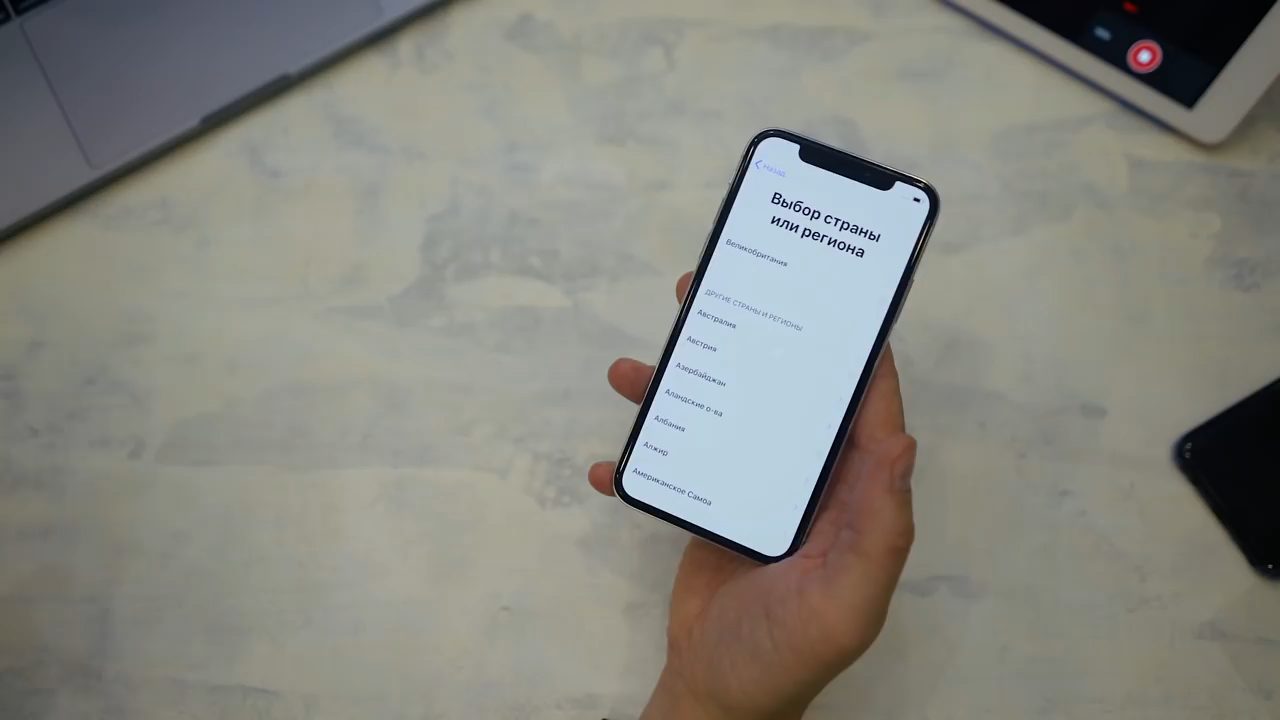 Назад
Выбор страны
или региона
Великобритания
ДРУГИЕ СТРАНЫ И РЕГИОНЫ
Австралия
Австрия
Азербайджан
Аландские о-ва
Албания
Алжир
Американское Самоа